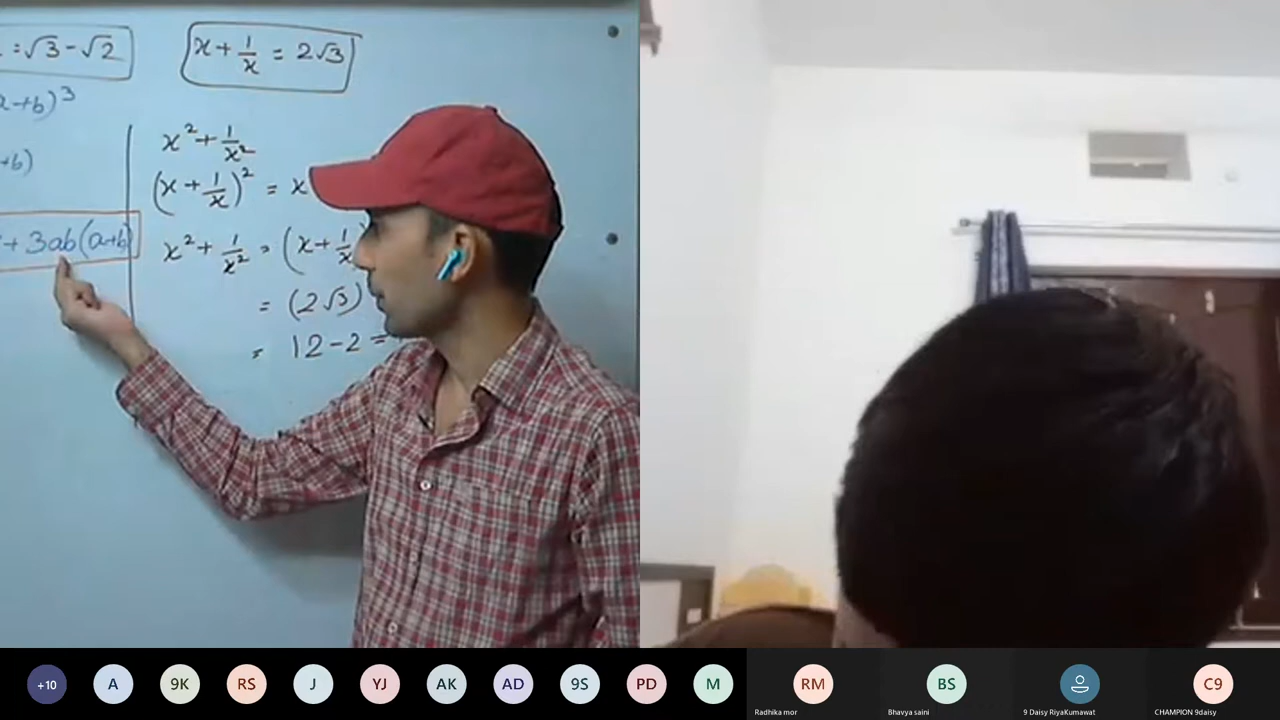 = √3 - √2
x + 1/x = 2√3
a+b)³
+b)
+ 3ab(a+b)
x² + 1/x²
(x + 1/x)² = x
x² + 1/x² = (x + 1/x)
= (2√3)
= 12 - 2 =
+10
A
9K
RS
J
YJ
AK
AD
9S
PD
M
RM
Radhika mor
BS
Bhavya saini
9 Daisy RiyaKumawat
C9
CHAMPION 9daisy